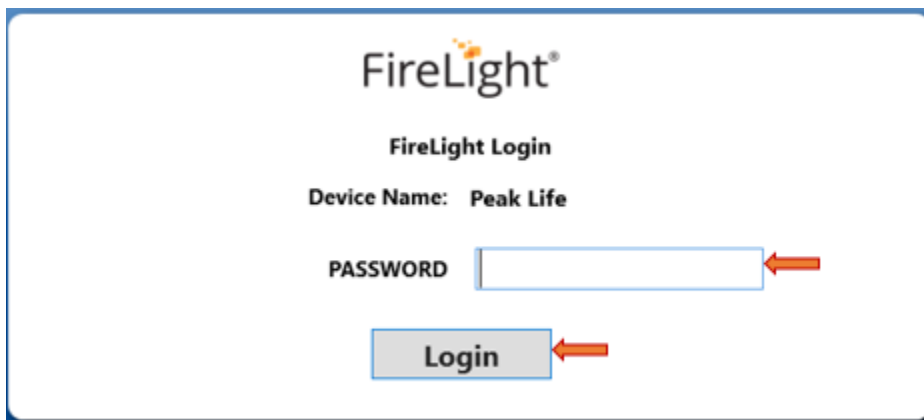 FireLight®
FireLight Login
Device Name: Peak Life
PASSWORD
Login